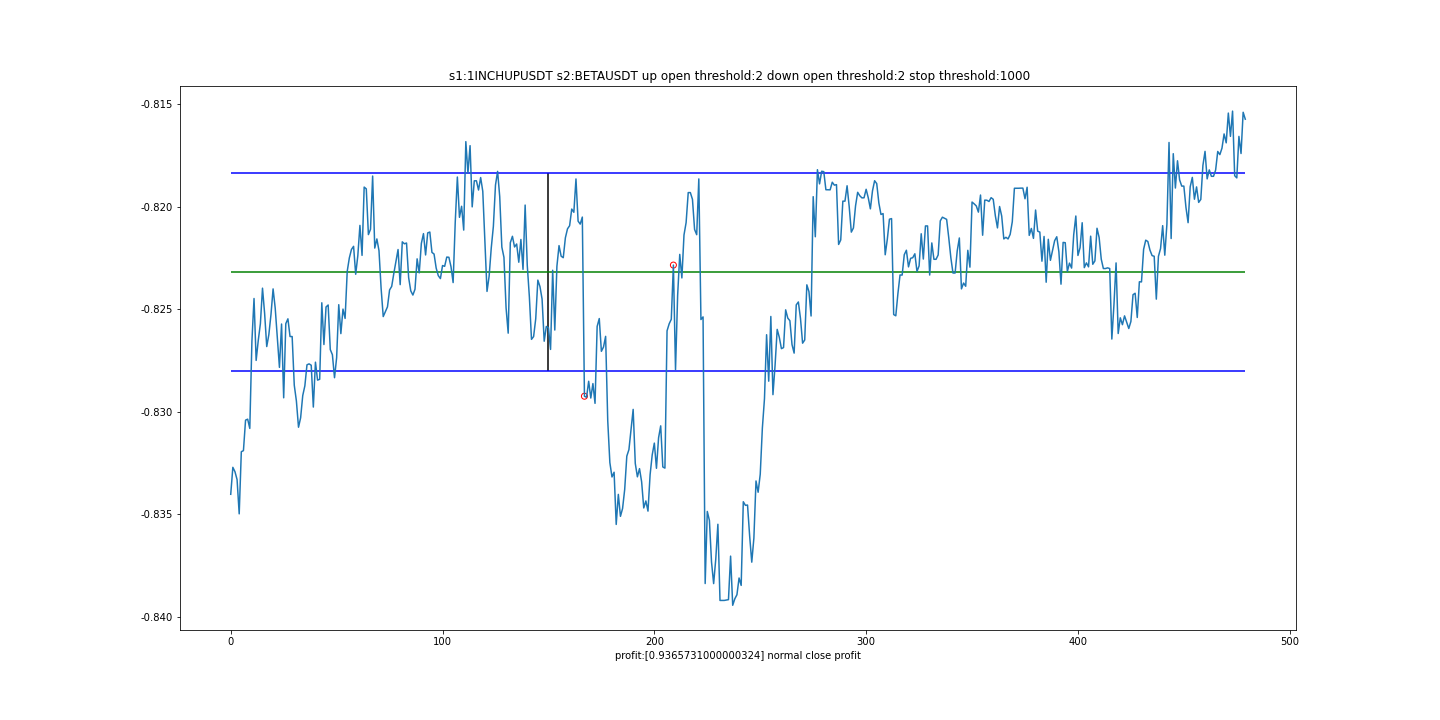 s1:1INCHUPUSDT s2:BETAUSDT up open threshold:2 down open threshold:2 stop threshold:1000
-0.815
-0.820
-0.825
-0.830
-0.835
-0.840
0 100 200 300 400 500
profit:[0.9365731000000324] normal close profit